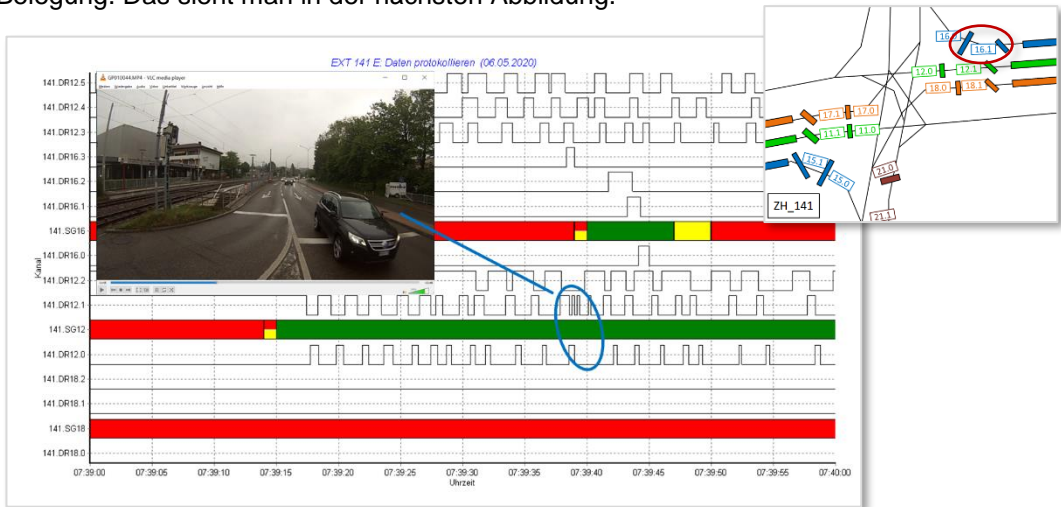 Belegung. Das sieht man in der nächsten Abbildung.
EXT 141 E: Daten protokollieren (06.05.2020)
GP010044.MP4 - VLC media player
141.DR12.5
141.DR12.4
141.DR12.3
141.DR16.3
141.DR16.2
141.DR16.1
141.SG16
141.DR16.0
141.DR12.2
141.DR12.1
141.SG12
141.DR12.0
141.DR18.2
141.DR18.1
141.SG18
141.DR18.0
Kanal
07:39:00 07:39:05 07:39:10 07:39:15 07:39:20 07:39:25 07:39:30 07:39:35 07:39:40 07:39:45 07:39:50 07:39:55 07:40:00
Uhrzeit
16.1
12.0 12.1
18.0 18.1
17.1 17.0
11.1 11.0
15.1
15.0
21.0
21.1
ZH_141